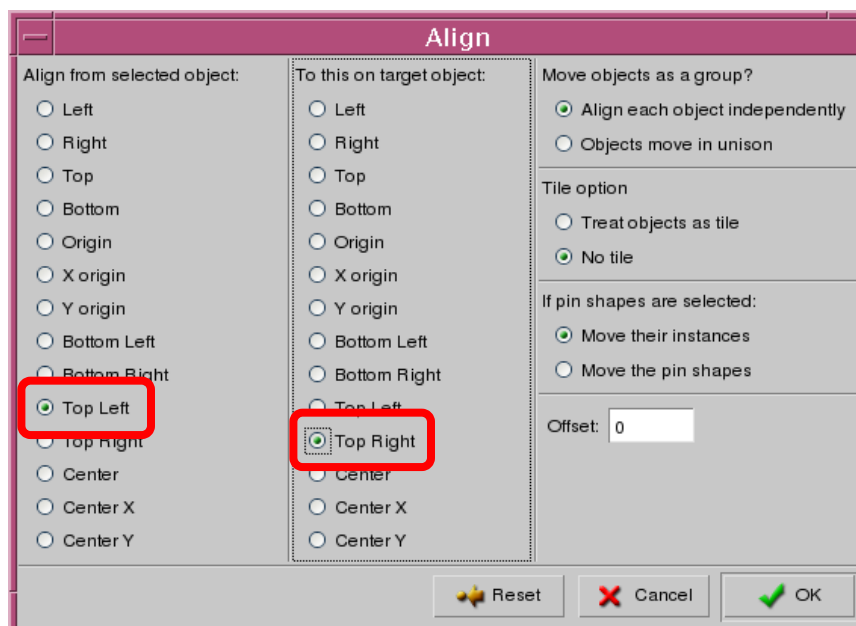 Align
Align from selected object:
Left
Right
Top
Bottom
Origin
X origin
Y origin
Bottom Left
Bottom Right
Top Left
Top Right
Center
Center X
Center Y
To this on target object:
Left
Right
Top
Bottom
Origin
X origin
Y origin
Bottom Left
Bottom Right
Top Left
Top Right
Center
Center X
Center Y
Move objects as a group?
Align each object independently
Objects move in unison
Tile option
Treat objects as tile
No tile
If pin shapes are selected:
Move their instances
Move the pin shapes
Offset: 0
Reset Cancel OK